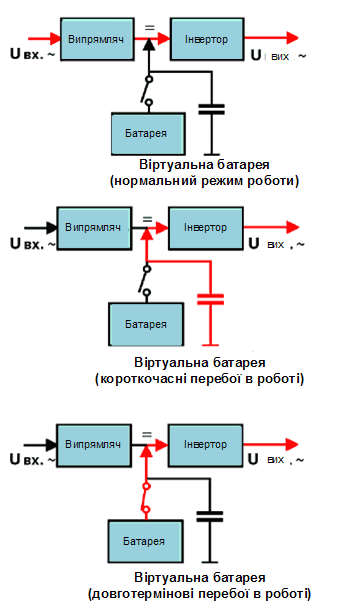 Випрямляч = Інвертор
U вх. ~ U вих ~
Батарея
Віртуальна батарея
(нормальний режим роботи)
Випрямляч = Інвертор
U вх. ~ U вих . ~
Батарея
Віртуальна батарея
(короткочасні перебої в роботі)
Випрямляч = Інвертор
U вх. ~ U вих . ~
Батарея
Віртуальна батарея
(довготермінові перебої в роботі)